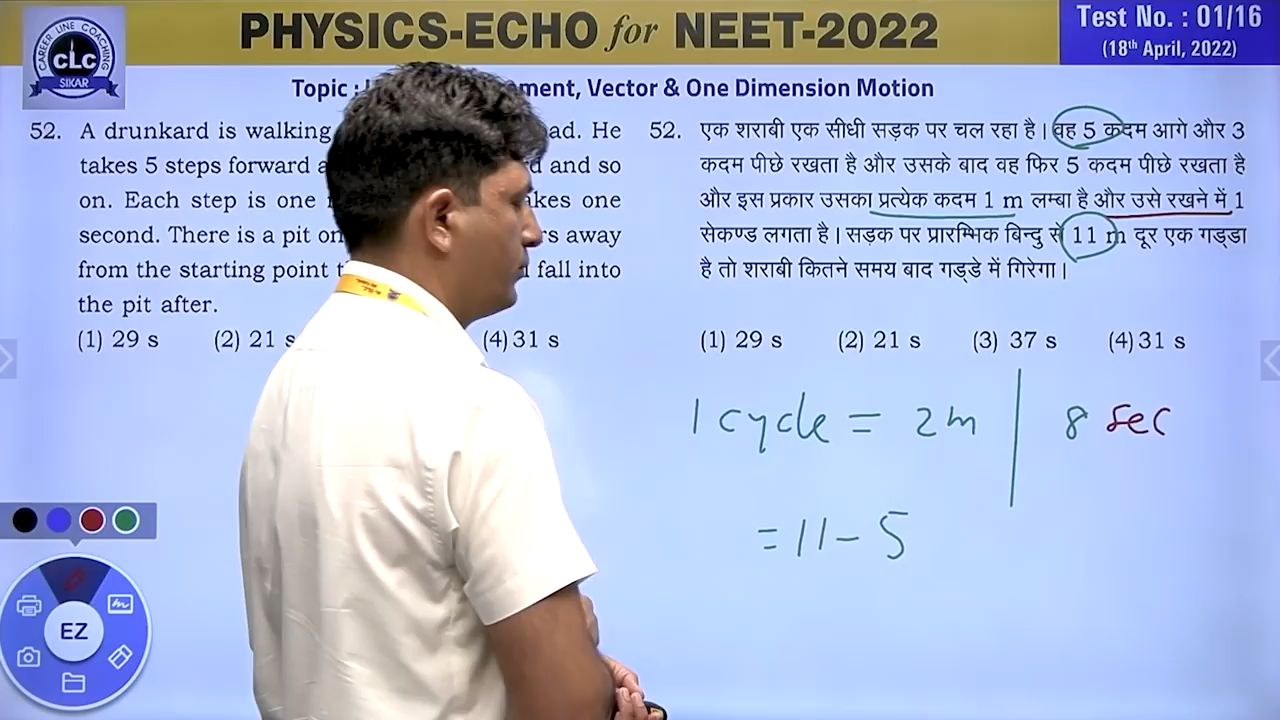 PHYSICS-ECHO for NEET-2022
Test No. : 01/16
(18th April, 2022)
CAREER LINE COACHING
CLC
SIKAR
Topic : ment, Vector & One Dimension Motion
52. A drunkard is walking ad. He
takes 5 steps forward and so
on. Each step is one akes one
second. There is a pit on rs away
from the starting point fall into
the pit after.
(1) 29 s (2) 21 s (4) 31 s
52. एक शराबी एक सीधी सड़क पर चल रहा है। वह 5 कदम आगे और 3
कदम पीछे रखता है और उसके बाद वह फिर 5 कदम पीछे रखता है
और इस प्रकार उसका प्रत्येक कदम 1 m लम्बा है और उसे रखने में 1
सेकण्ड लगता है। सड़क पर प्रारम्भिक बिन्दु से 11 m दूर एक गड्डा
है तो शराबी कितने समय बाद गड्डे में गिरेगा।
(1) 29 s (2) 21 s (3) 37 s (4) 31 s
1 cycle = 2m | 8 sec
= 11 - 5
EZ